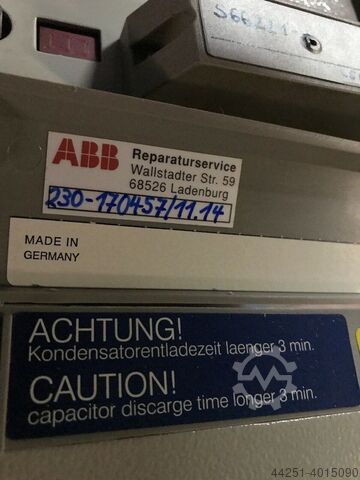 S66221
ABB Reparaturservice
Wallstadter Str. 59
68526 Ladenburg
230-170457/11.14
MADE IN
GERMANY
ACHTUNG!
Kondensatorentladezeit laenger 3 min.
CAUTION!
capacitor discarge time longer 3 min.
44251-4015090